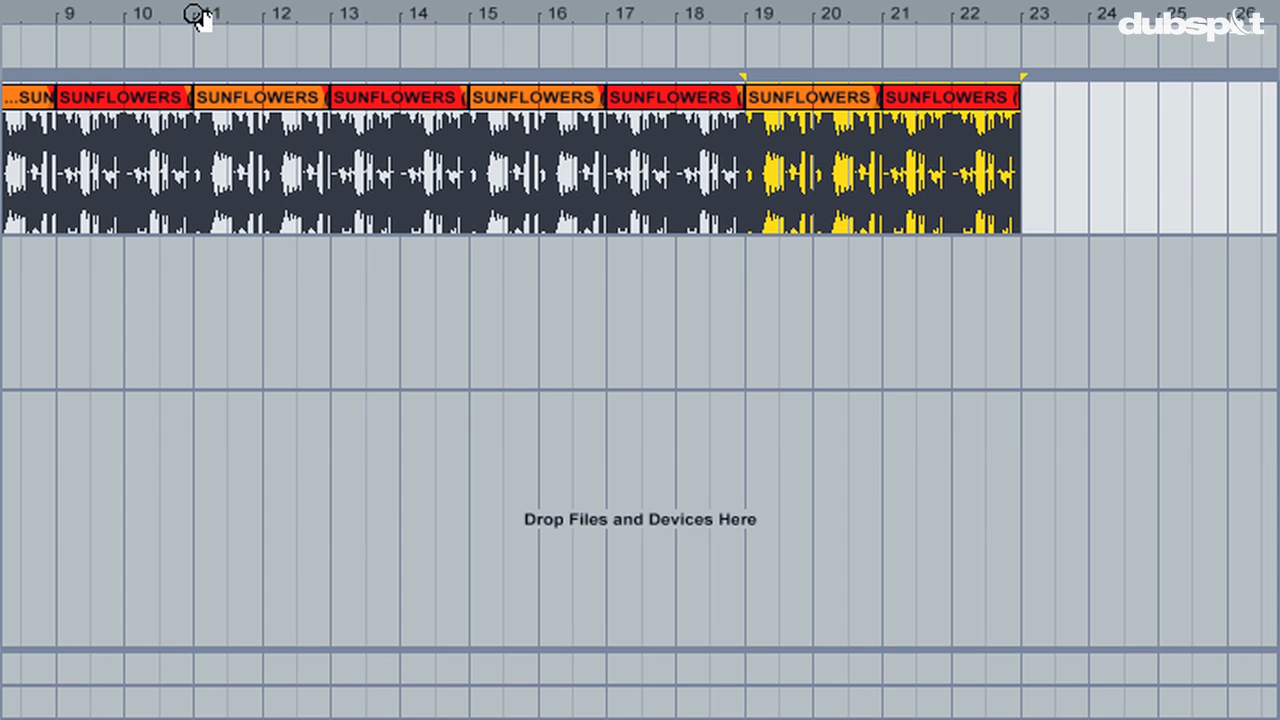 9 10 11 12 13 14 15 16 17 18 19 20 21 22 23 24 25 26
dubspot
...SUN SUNFLOWERS ( SUNFLOWERS ( SUNFLOWERS ( SUNFLOWERS ( SUNFLOWERS ( SUNFLOWERS ( SUNFLOWERS (
Drop Files and Devices Here